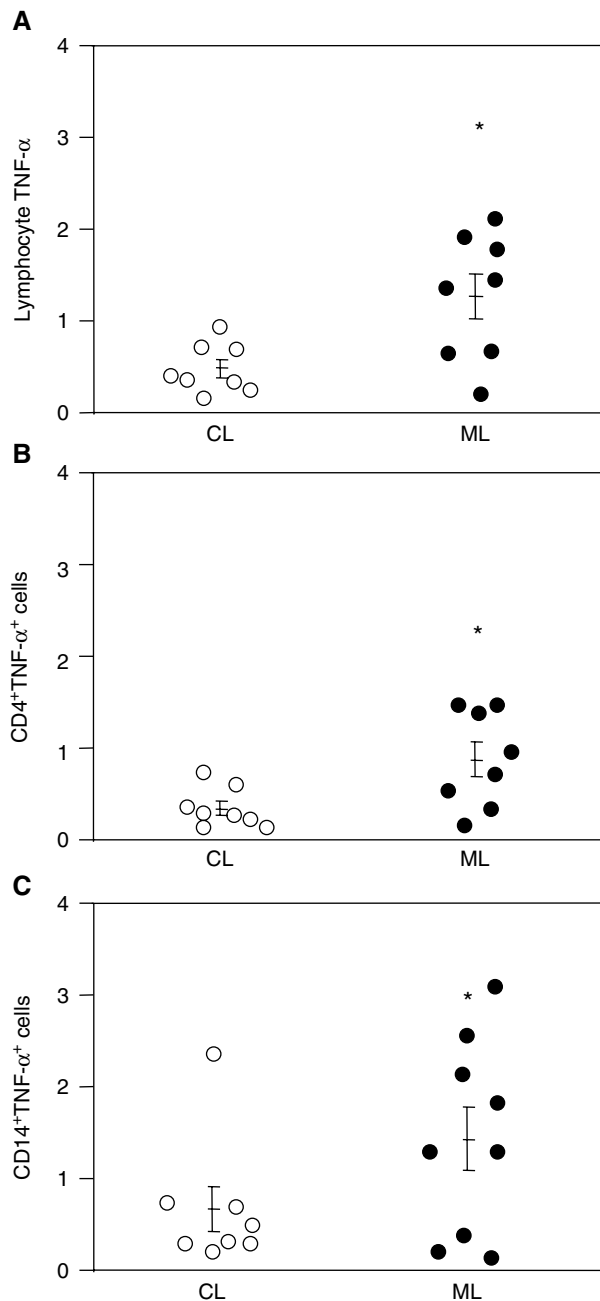 A
Lymphocyte TNF-α
4
3
2
1
0
*
CL ML
B
CD4⁺TNF-α⁺ cells
4
3
2
1
0
*
CL ML
C
CD14⁺TNF-α⁺ cells
4
3
2
1
0
*
CL ML